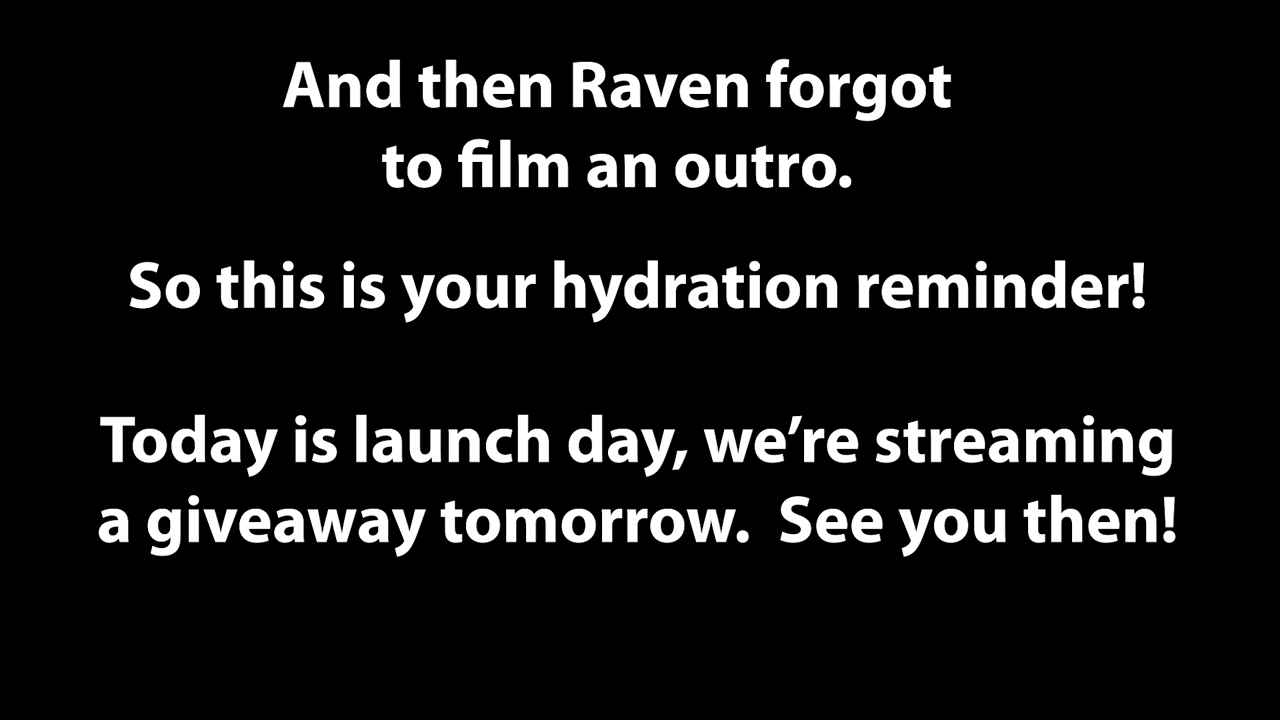 And then Raven forgot
to film an outro.
So this is your hydration reminder!
Today is launch day, we’re streaming
a giveaway tomorrow.  See you then!